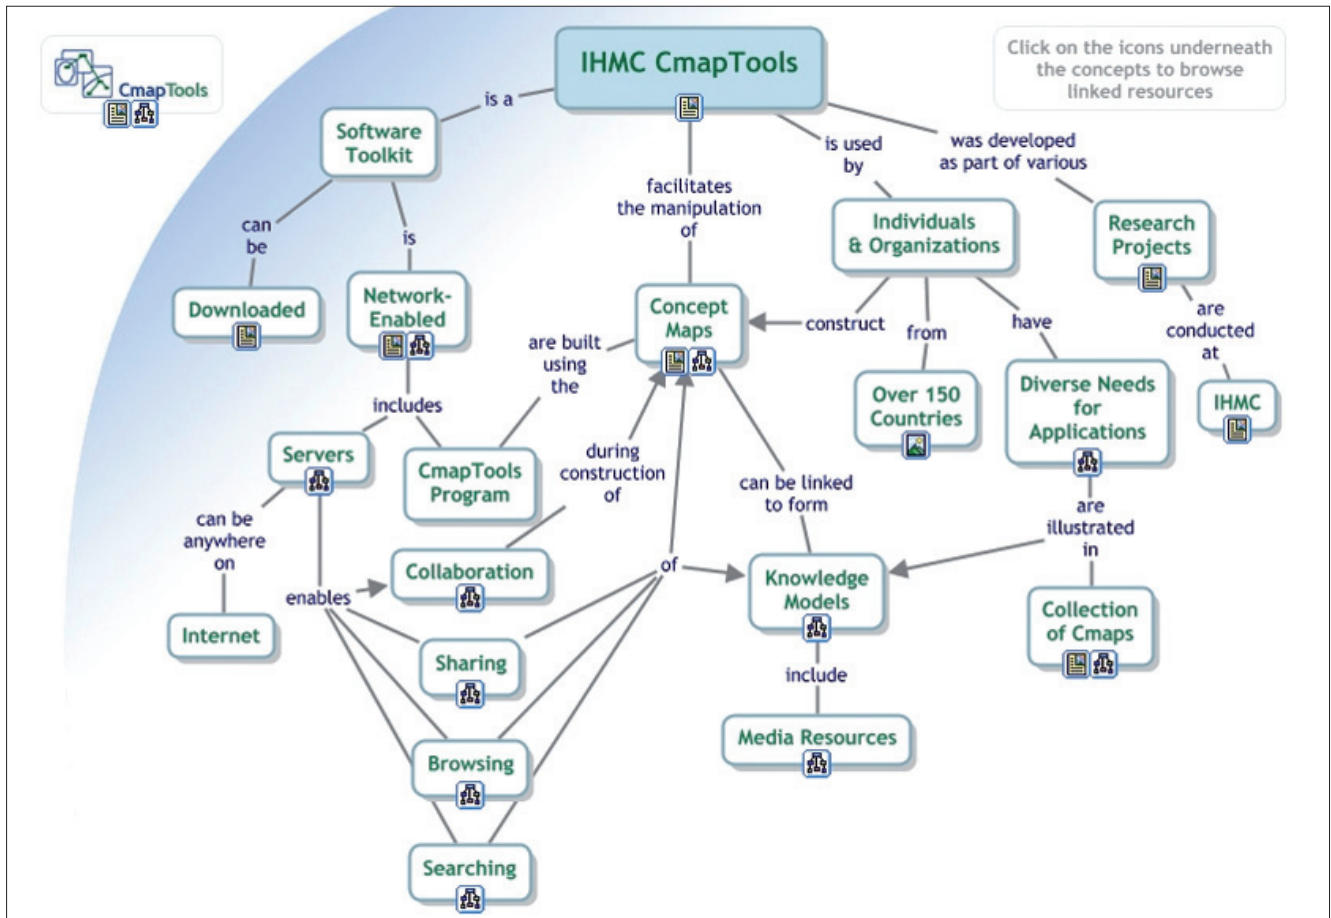 IHMC CmapTools
Click on the icons underneath
the concepts to browse
linked resources
CmapTools
is a
Software
Toolkit
is used
by
was developed
as part of various
facilitates
the manipulation
of
can
be
is
Individuals
& Organizations
Research
Projects
Downloaded
Network-
Enabled
Concept
Maps
construct
from
have
are
conducted
at
are built
using
the
includes
Over 150
Countries
Diverse Needs
for
Applications
IHMC
Servers
CmapTools
Program
during
construction
of
can be linked
to form
are
illustrated
in
can be
anywhere
on
Collaboration
of
Knowledge
Models
enables
Internet
Collection
of Cmaps
Sharing
include
Media Resources
Browsing
Searching